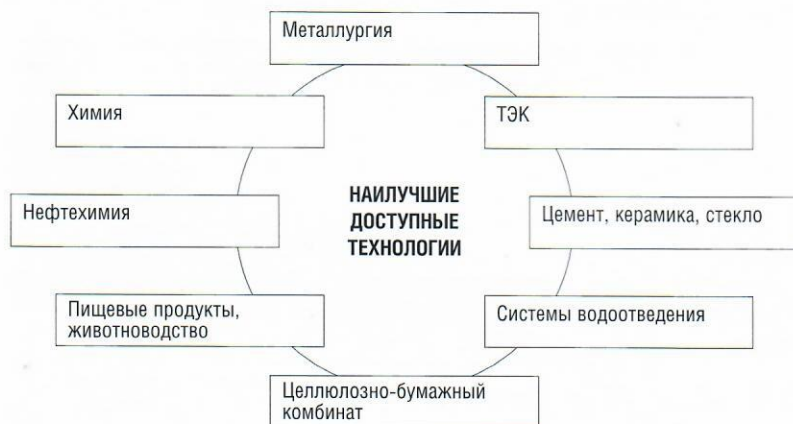 Металлургия
Химия
ТЭК
Нефтехимия
НАИЛУЧШИЕ
ДОСТУПНЫЕ
ТЕХНОЛОГИИ
Цемент, керамика, стекло
Пищевые продукты,
животноводство
Системы водоотведения
Целлюлозно-бумажный
комбинат